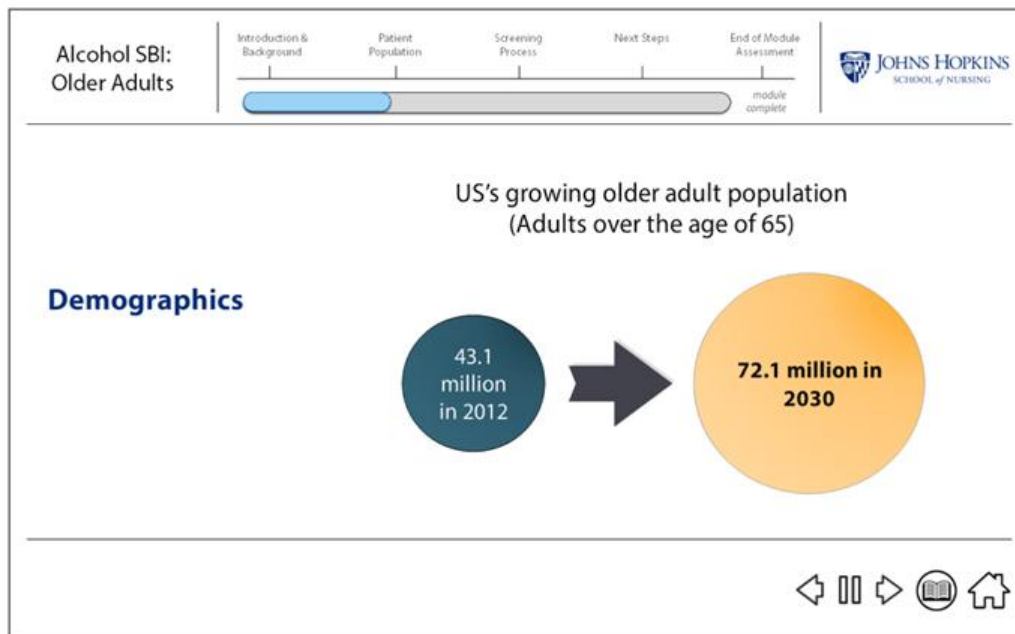 Alcohol SBI:
Older Adults
Introduction &
Background
Patient
Population
Screening
Process
Next Steps
End of Module
Assessment
module
complete
JOHNS HOPKINS
SCHOOL of NURSING
US's growing older adult population
(Adults over the age of 65)
Demographics
43.1
million
in 2012
72.1 million in
2030